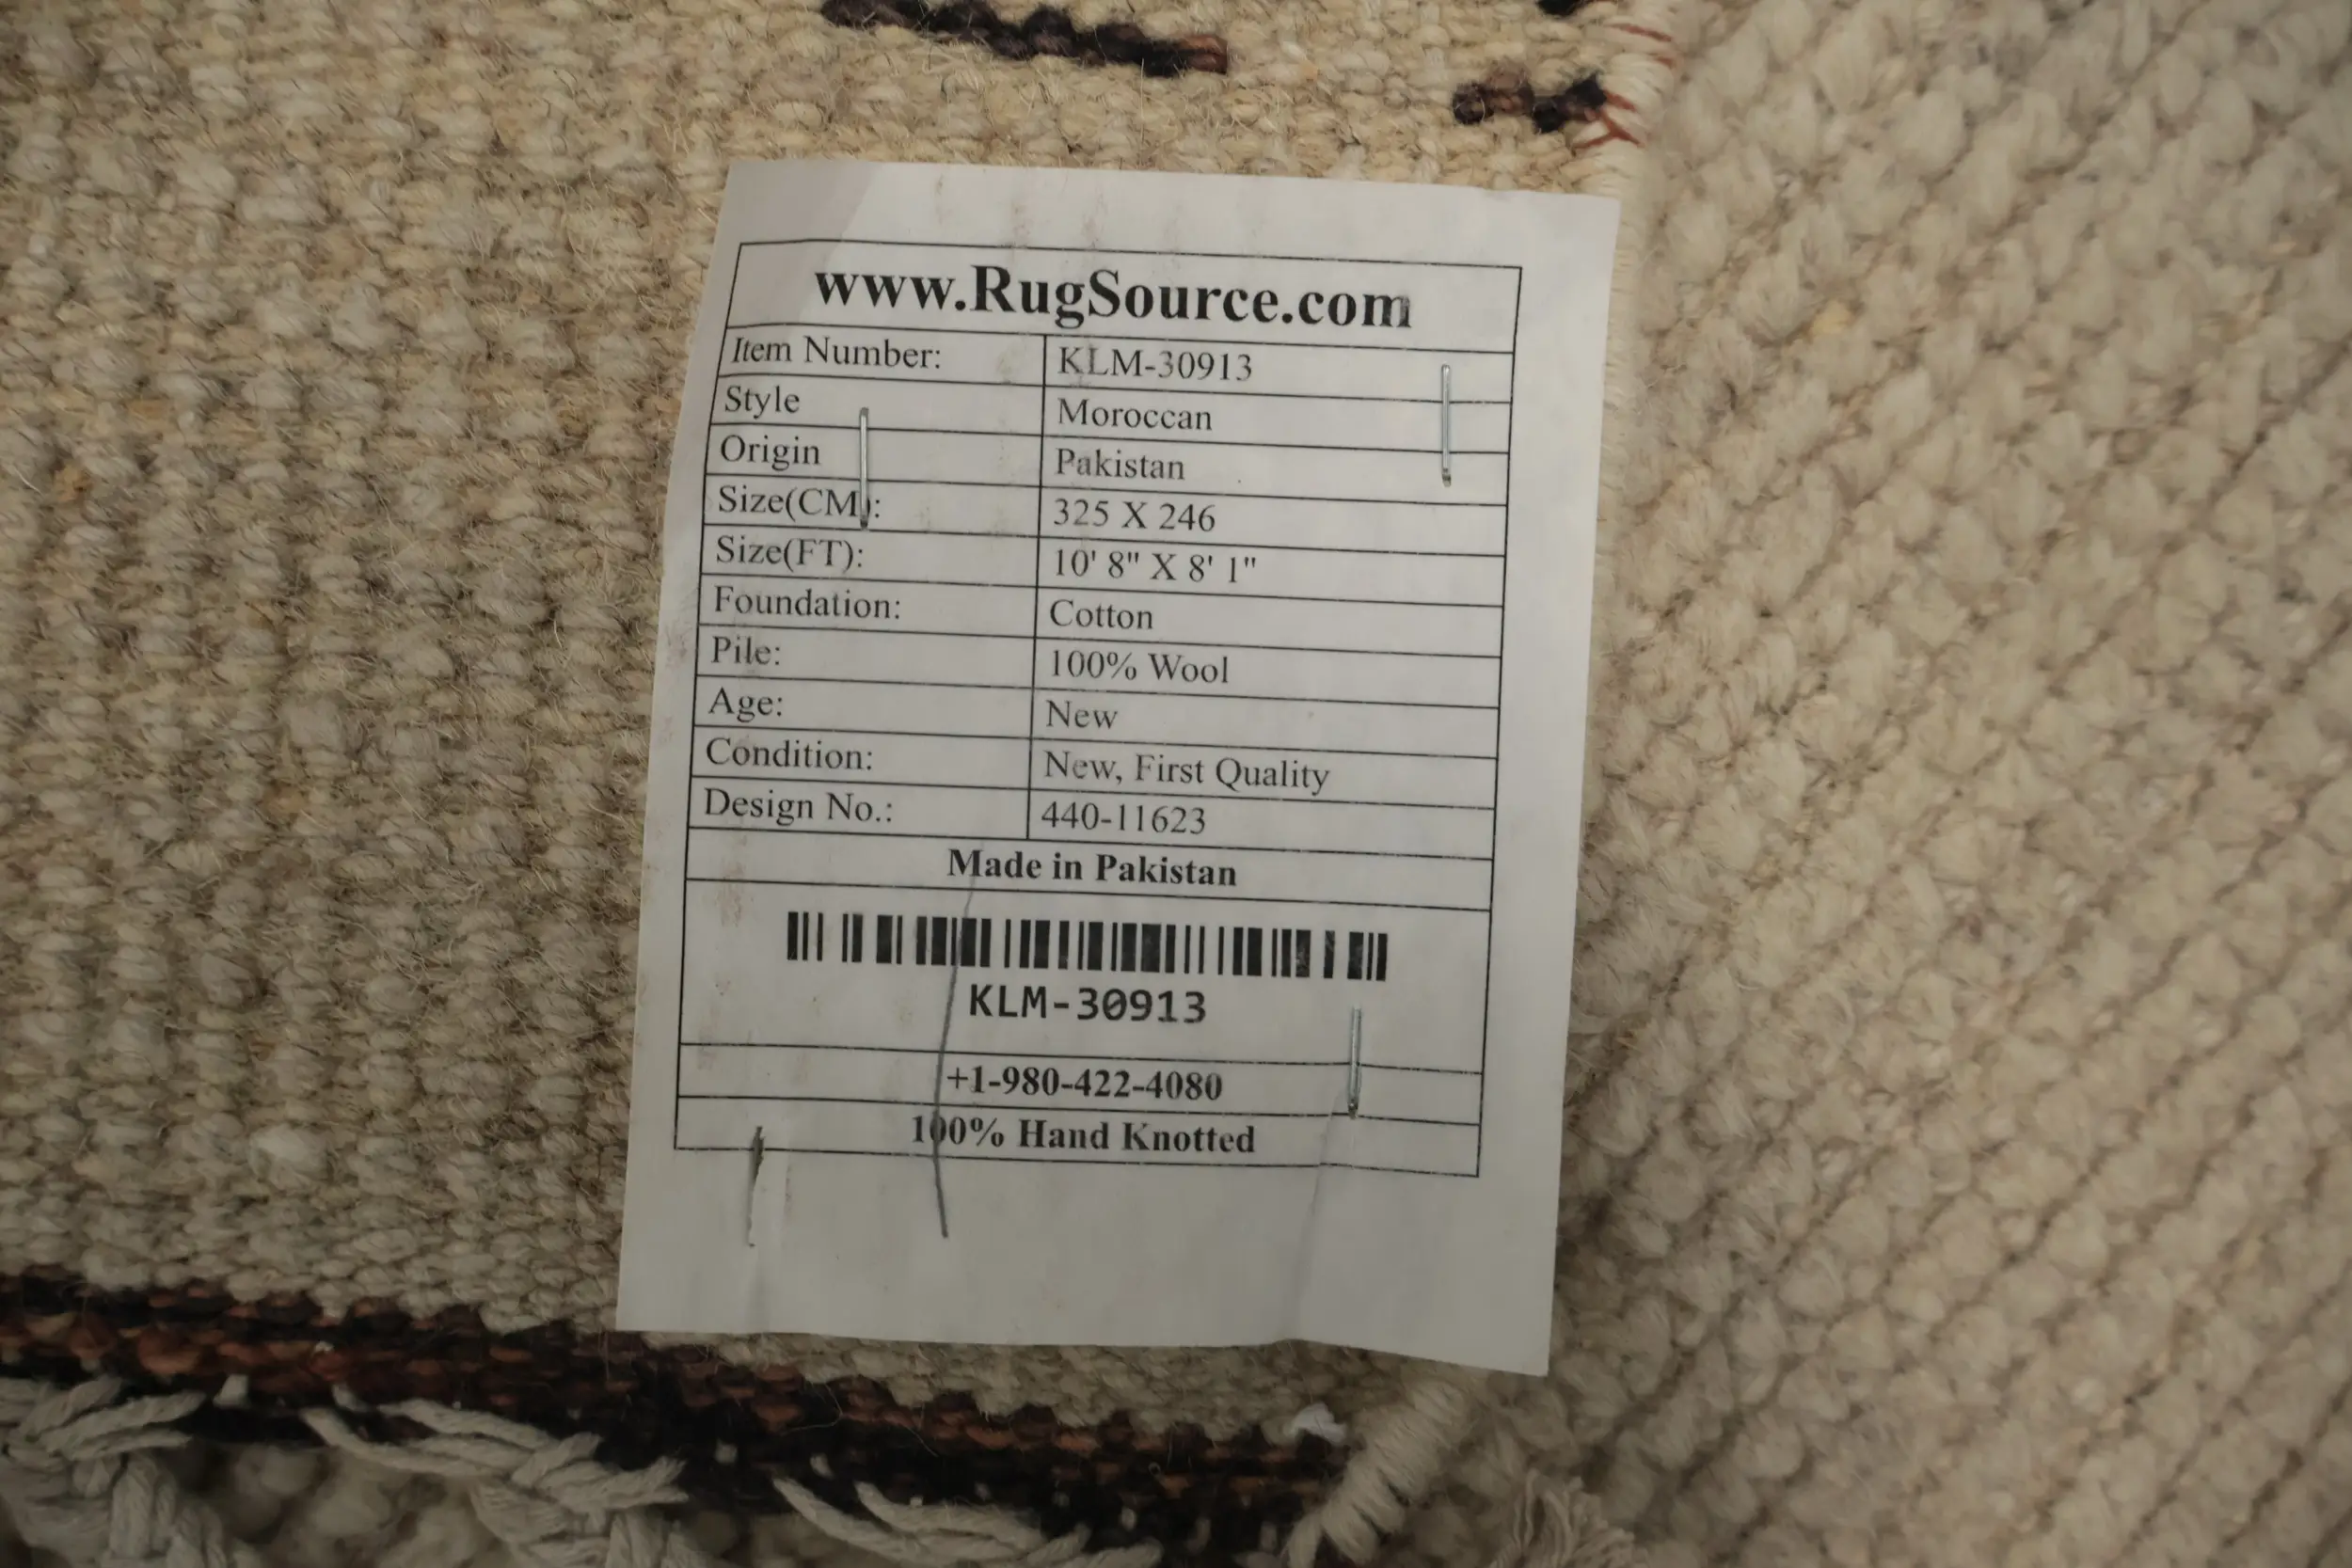 www.RugSource.com
Item Number: KLM-30913
Style Moroccan
Origin Pakistan
Size(CM): 325 X 246
Size(FT): 10' 8" X 8' 1"
Foundation: Cotton
Pile: 100% Wool
Age: New
Condition: New, First Quality
Design No.: 440-11623
Made in Pakistan
KLM-30913
+1-980-422-4080
100% Hand Knotted